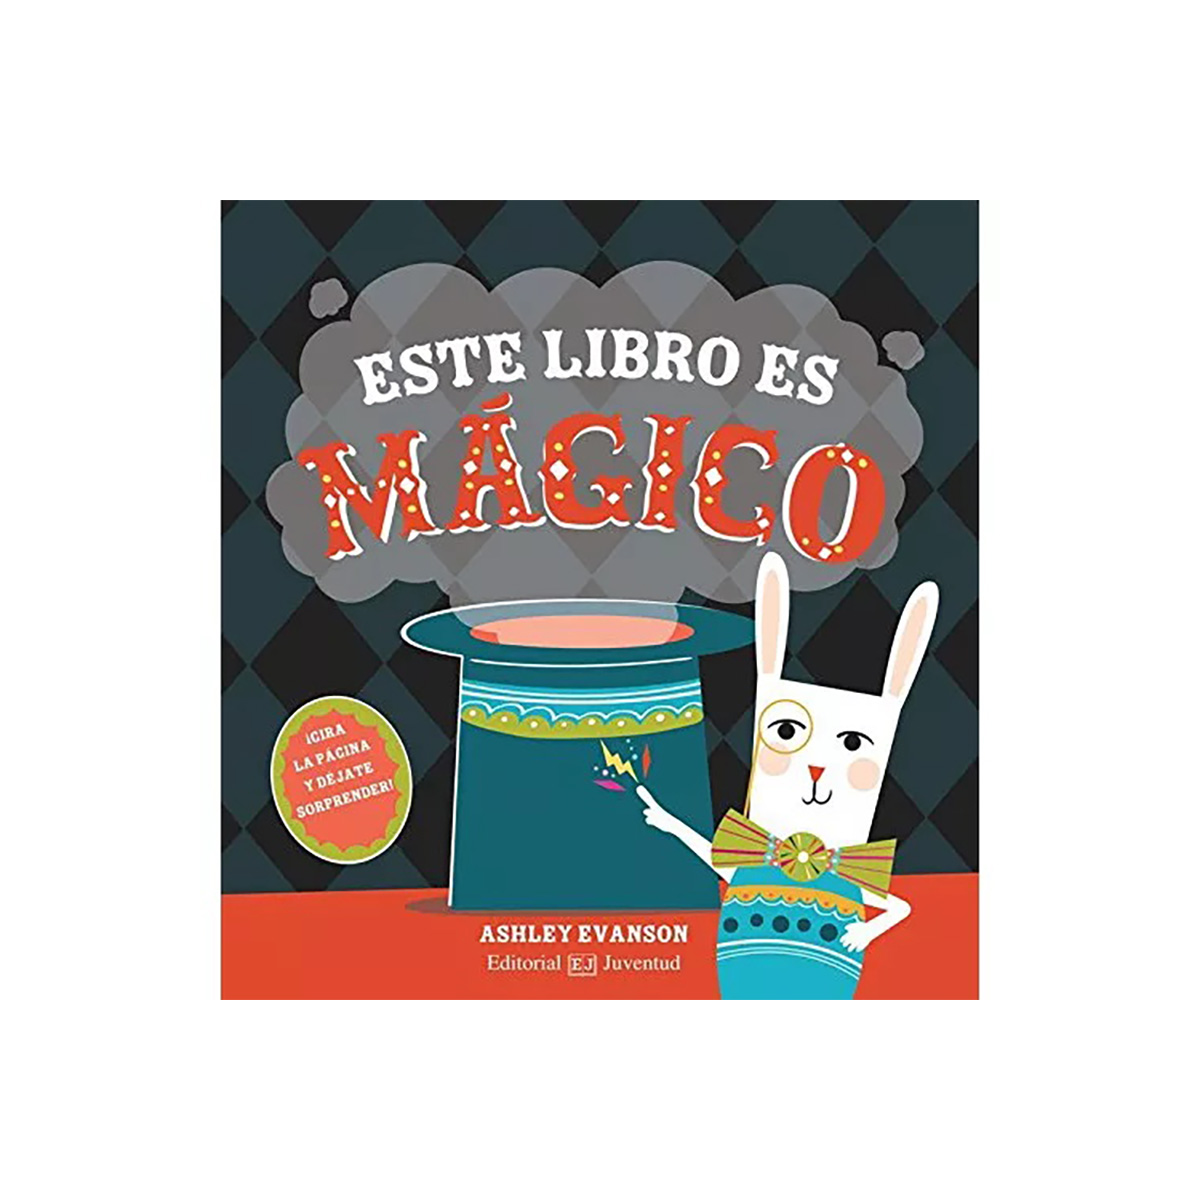 ESTE LIBRO ES
MÁGICO
¡GIRA
LA PÁGINA
Y DÉJATE
SORPRENDER!
ASHLEY EVANSON
Editorial EJ Juventud